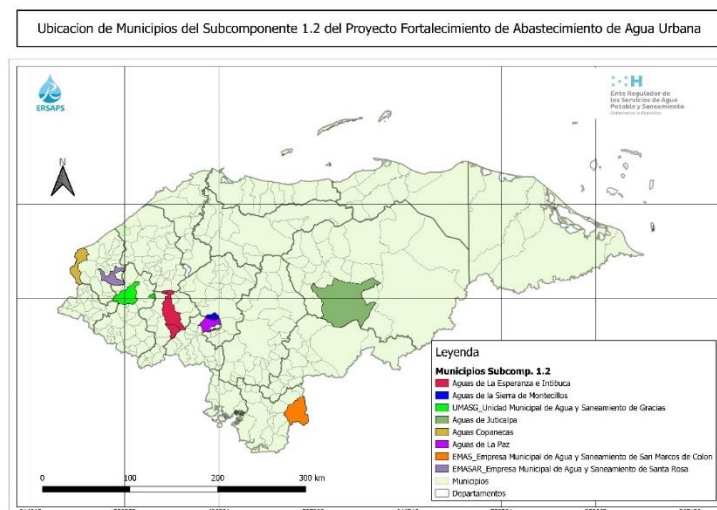 Ubicacion de Municipios del Subcomponente 1.2 del Proyecto Fortalecimiento de Abastecimiento de Agua Urbana
ERSAPS
H
Ente Regulador de
los Servicios de Agua
Potable y Saneamiento
Gobierno de la República
N
Leyenda
Municipios Subcomp. 1.2
Aguas de La Esperanza e Intibuca
Aguas de la Sierra de Montecillos
UMASG_Unidad Municipal de Agua y Saneamiento de Gracias
Aguas de Juticalpa
Aguas Copanecas
Aguas de La Paz
EMAS_Empresa Municipal de Agua y Saneamiento de San Marcos de Colon
EMASAR_Empresa Municipal de Agua y Saneamiento de Santa Rosa
Municipios
Departamentos
0 100 200 300 km